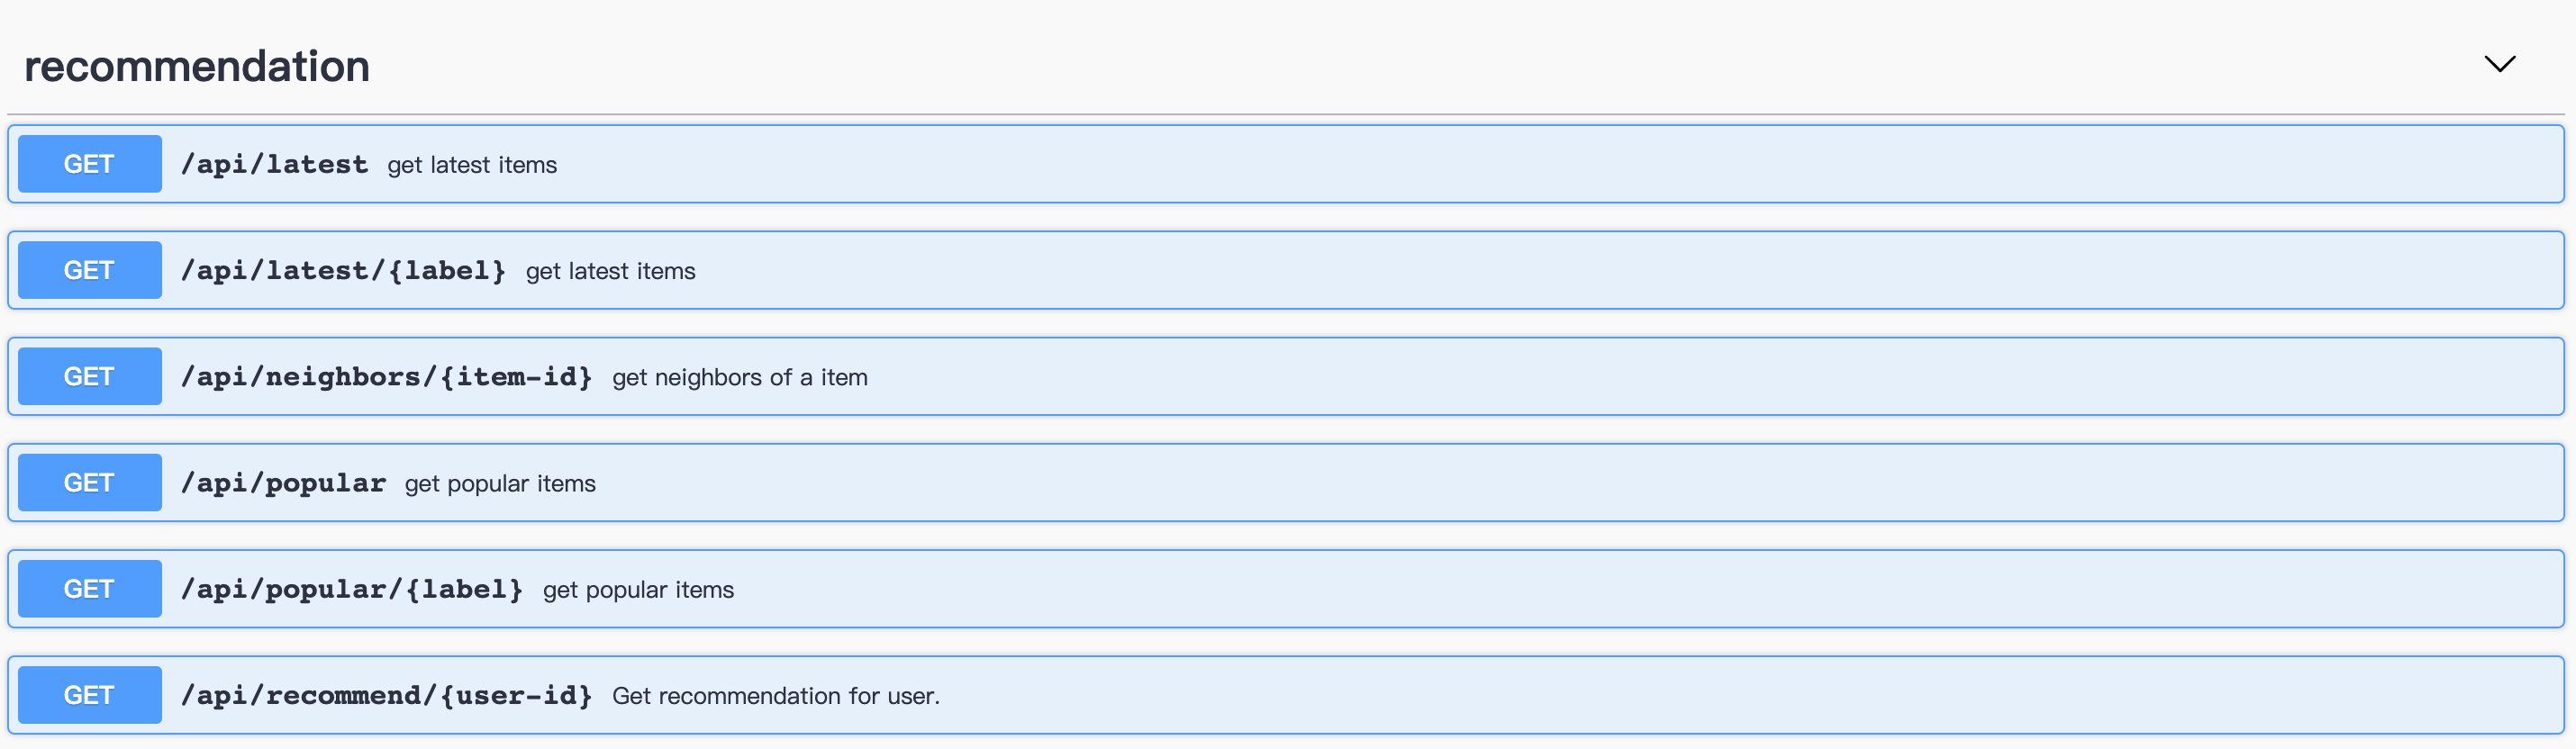 recommendation
GET /api/latest get latest items
GET /api/latest/{label} get latest items
GET /api/neighbors/{item-id} get neighbors of a item
GET /api/popular get popular items
GET /api/popular/{label} get popular items
GET /api/recommend/{user-id} Get recommendation for user.